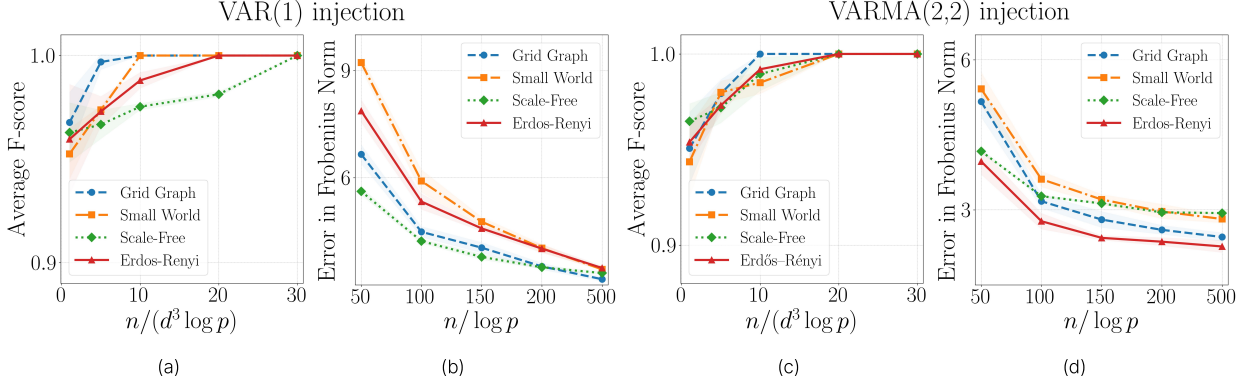 VAR(1) injection
VARMA(2,2) injection
Average F-score
1.0
0.9
0
10
20
30
n/(d³ log p)
Grid Graph
Small World
Scale-Free
Erdos-Renyi
(a)
Error in Frobenius Norm
9
6
50
100
150
200
500
n/ log p
Grid Graph
Small World
Scale-Free
Erdos-Renyi
(b)
Average F-score
1.0
0.9
0
10
20
30
n/(d³ log p)
Grid Graph
Small World
Scale-Free
Erdős–Rényi
(c)
Error in Frobenius Norm
6
3
50
100
150
200
500
n/ log p
Grid Graph
Small World
Scale-Free
Erdos-Renyi
(d)